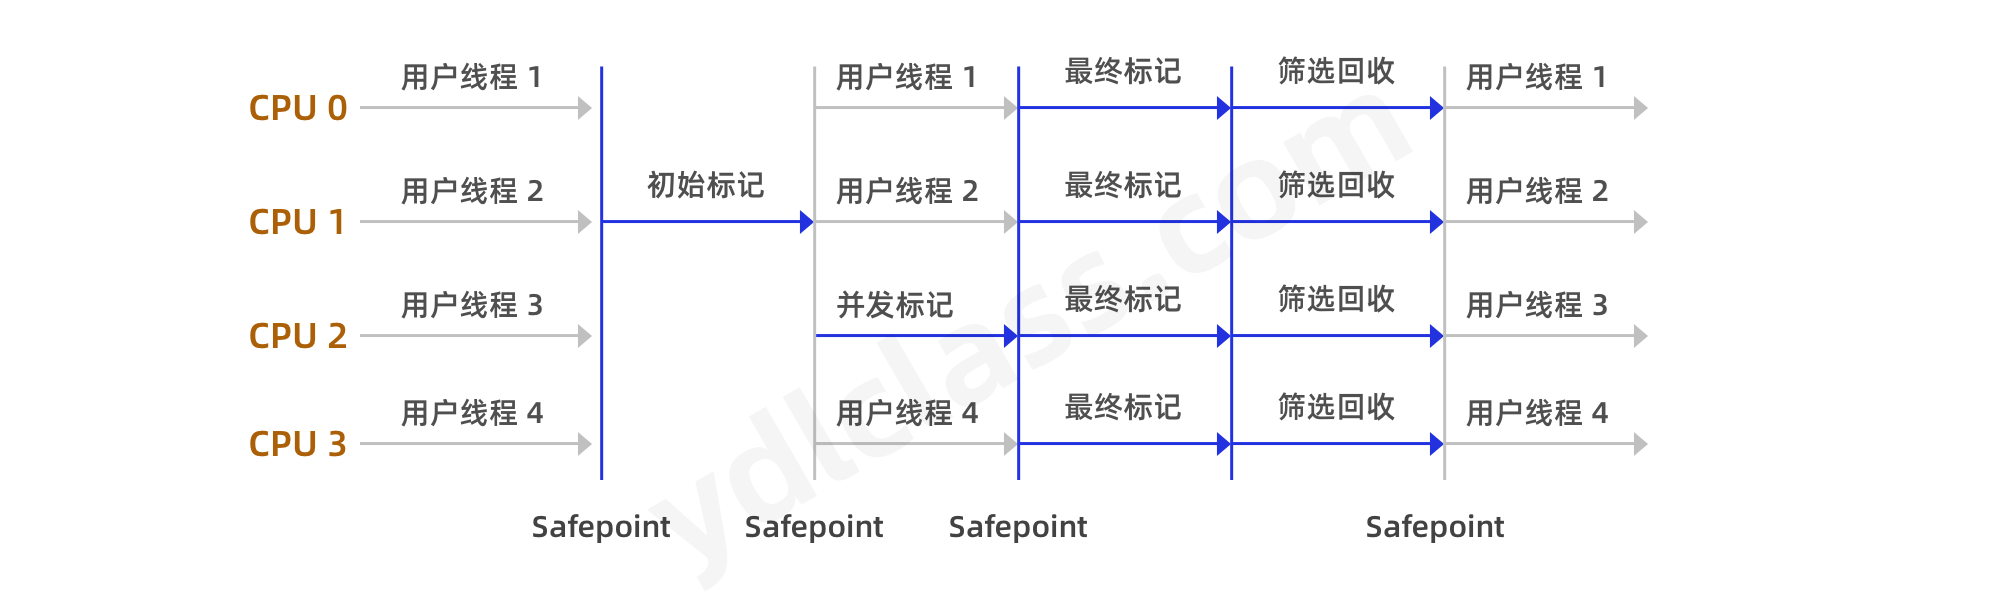 用户线程 1
用户线程 1
最终标记
筛选回收
用户线程 1
CPU 0
用户线程 2
初始标记
用户线程 2
最终标记
筛选回收
用户线程 2
CPU 1
用户线程 3
并发标记
最终标记
筛选回收
用户线程 3
CPU 2
用户线程 4
用户线程 4
最终标记
筛选回收
用户线程 4
CPU 3
Safepoint
Safepoint
Safepoint
Safepoint
ydlclass.com